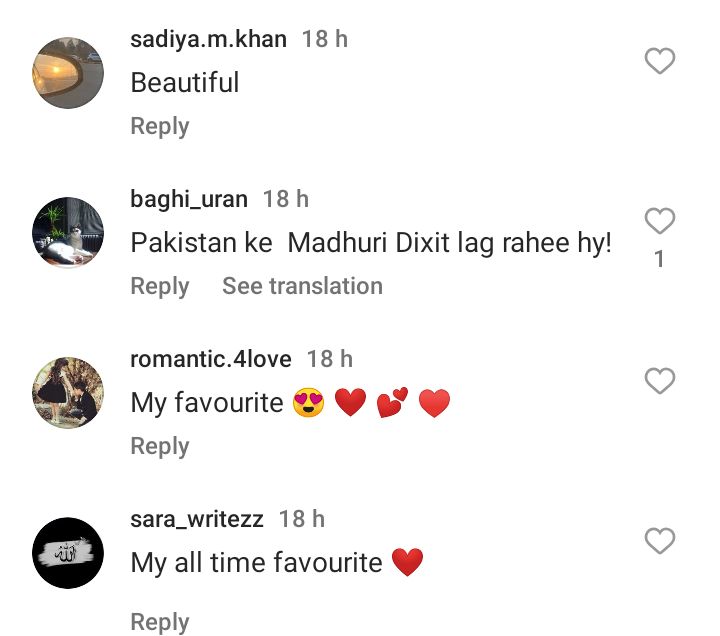 sadiya.m.khan 18 h
Beautiful
Reply
baghi_uran 18 h
Pakistan ke  Madhuri Dixit lag rahee hy!
1
Reply See translation
romantic.4love 18 h
My favourite 😍 ❤️ 💕 ♥️
Reply
sara_writezz 18 h
My all time favourite ❤️
الله
Reply